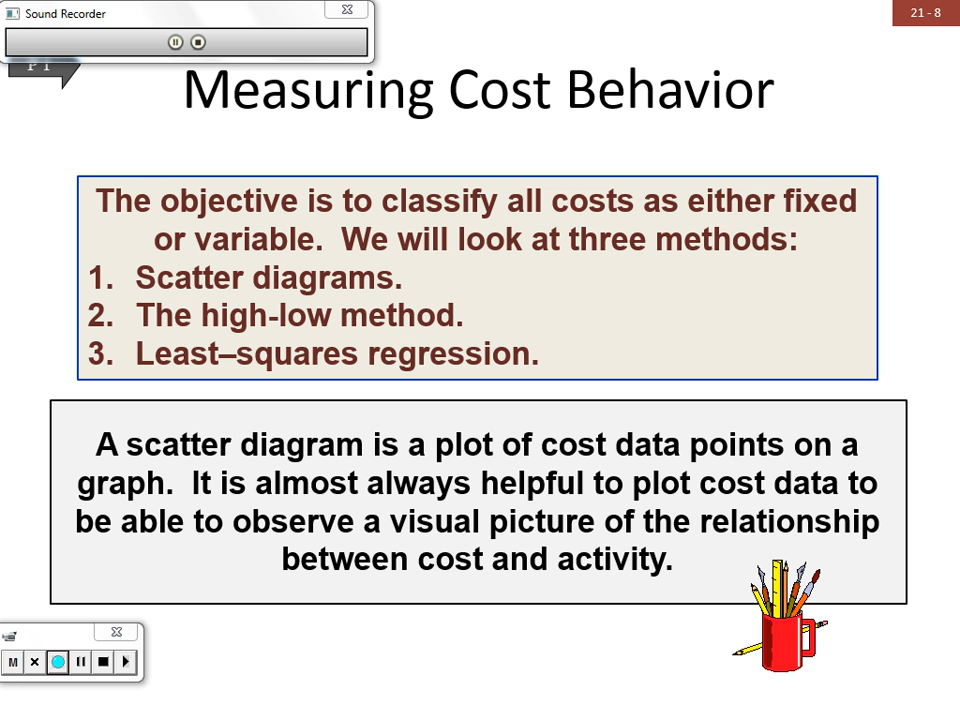 Sound Recorder
21 - 8
P 1
Measuring Cost Behavior
The objective is to classify all costs as either fixed
or variable. We will look at three methods:
1. Scatter diagrams.
2. The high-low method.
3. Least–squares regression.
A scatter diagram is a plot of cost data points on a
graph. It is almost always helpful to plot cost data to
be able to observe a visual picture of the relationship
between cost and activity.
M